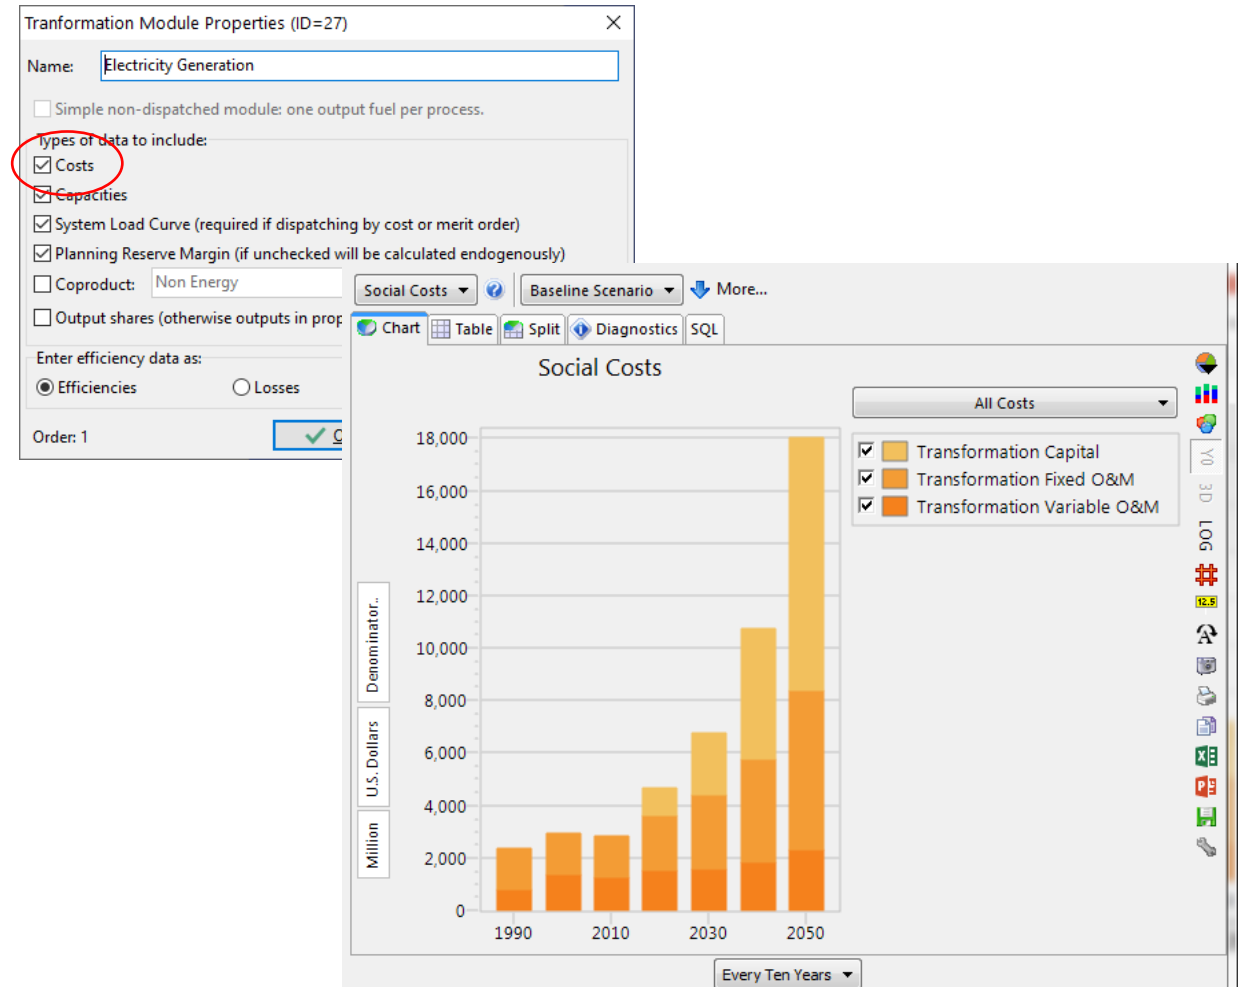 Tranformation Module Properties (ID=27)
Name: Electricity Generation
Simple non-dispatched module: one output fuel per process.
Types of data to include:
Costs
Capacities
System Load Curve (required if dispatching by cost or merit order)
Planning Reserve Margin (if unchecked will be calculated endogenously)
Coproduct: Non Energy
Output shares (otherwise outputs in prop
Enter efficiency data as:
Efficiencies Losses
Order: 1
Social Costs Baseline Scenario More...
Chart Table Split Diagnostics SQL
Social Costs
All Costs
Transformation Capital
Transformation Fixed O&M
Transformation Variable O&M
18,000
16,000
14,000
12,000
10,000
8,000
6,000
4,000
2,000
0
1990 2010 2030 2050
Denominator..
U.S. Dollars
Million
Every Ten Years
Y0
3D
LOG
12.5
A